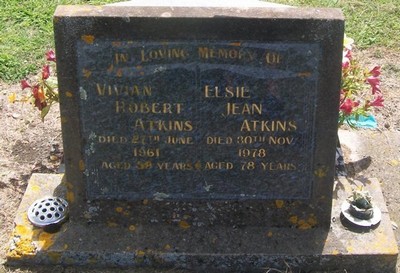 IN LOVING MEMORY OF
VIVIAN
ROBERT
ATKINS
DIED 27TH JUNE
1961
AGED 58 YEARS
ELSIE
JEAN
ATKINS
DIED 30TH NOV.
1978
AGED 78 YEARS